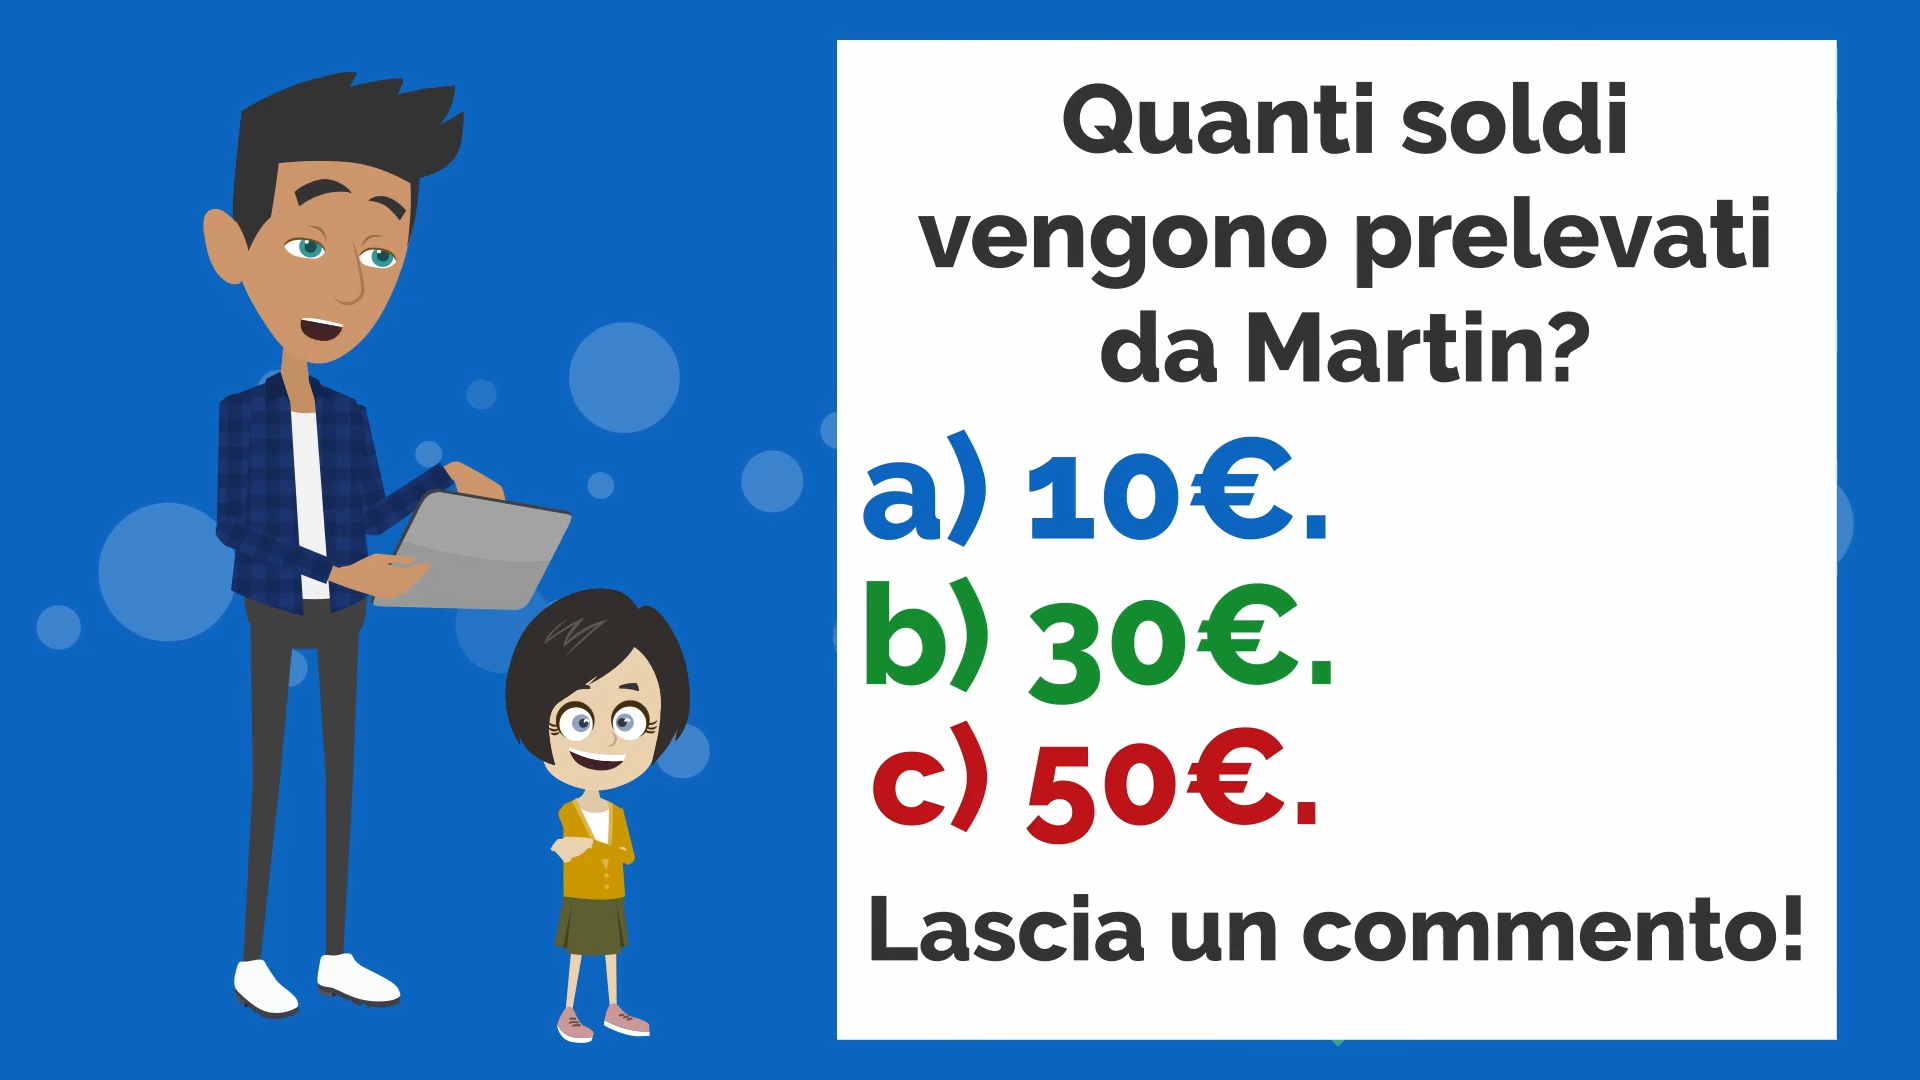 Quanti soldi
vengono prelevati
da Martin?
a) 10€.
b) 30€.
c) 50€.
Lascia un commento!